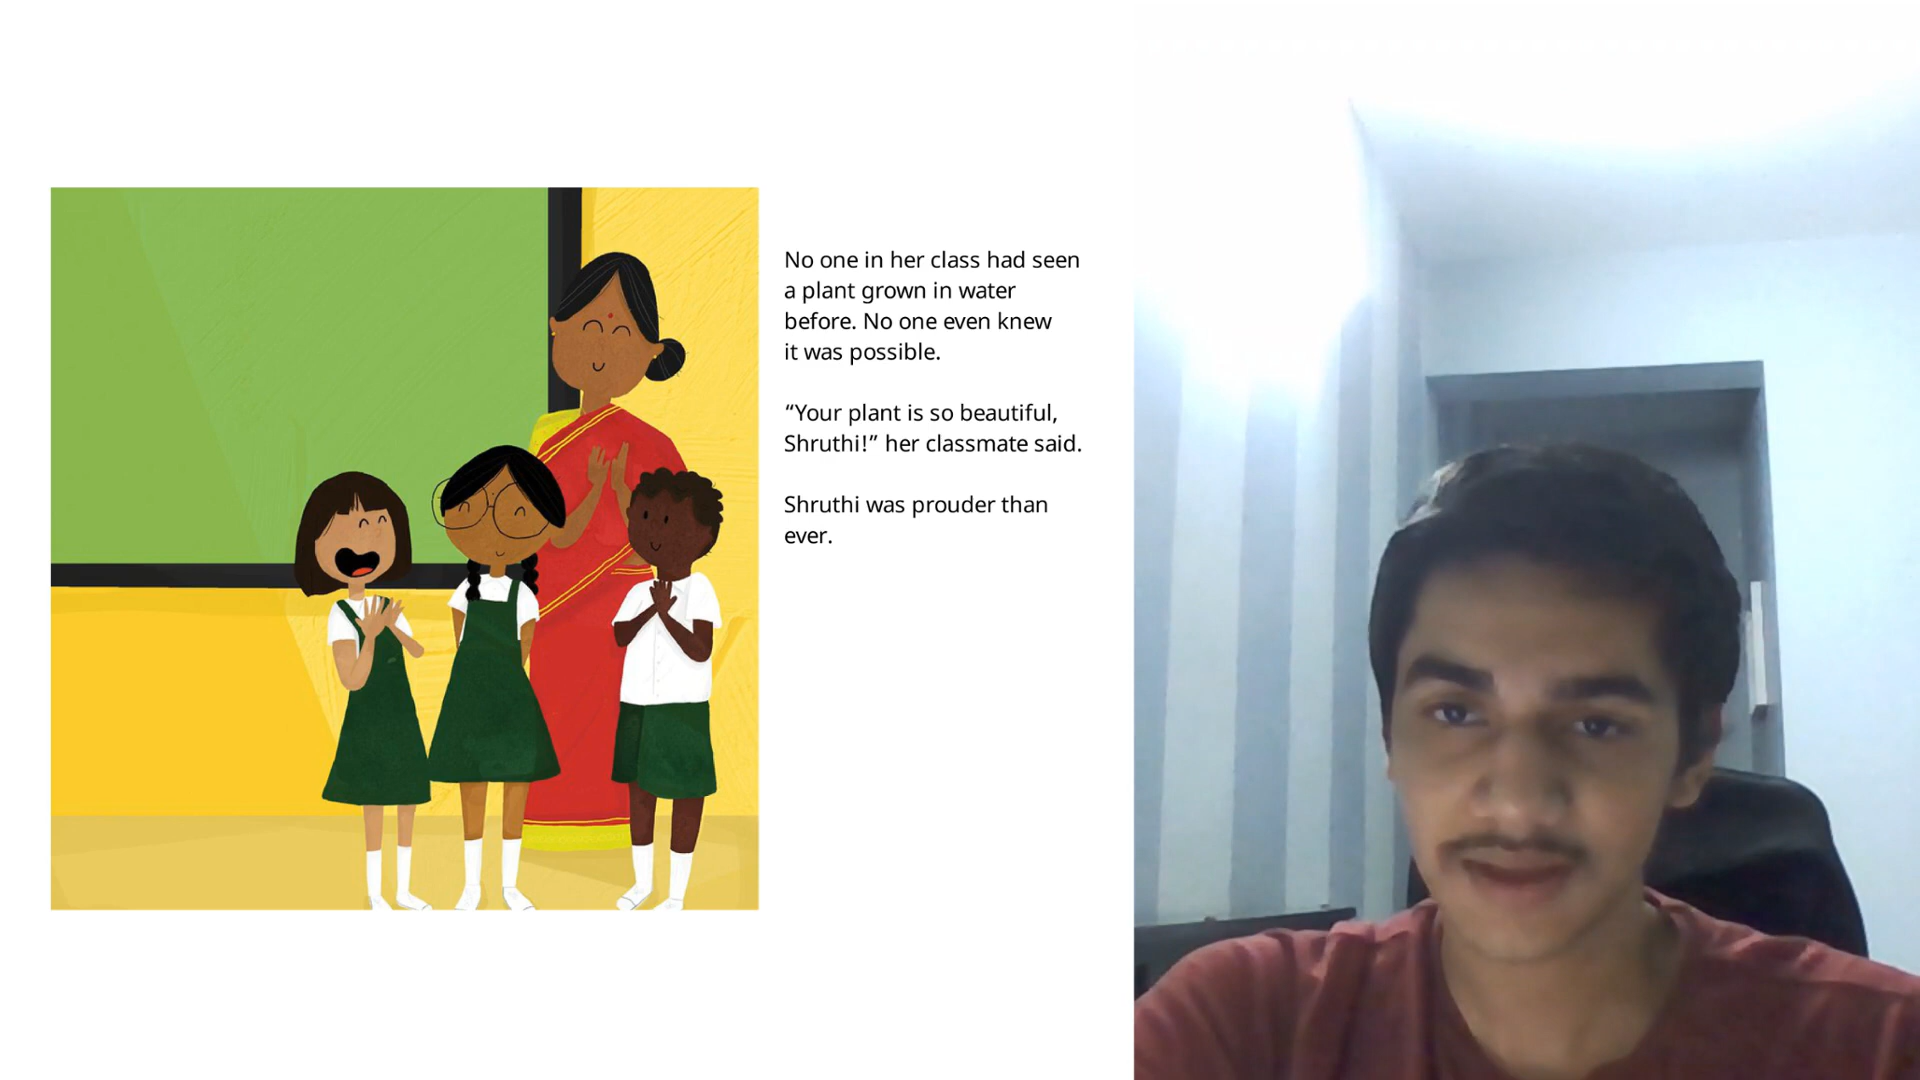 No one in her class had seen
a plant grown in water
before. No one even knew
it was possible.
“Your plant is so beautiful,
Shruthi!” her classmate said.
Shruthi was prouder than
ever.